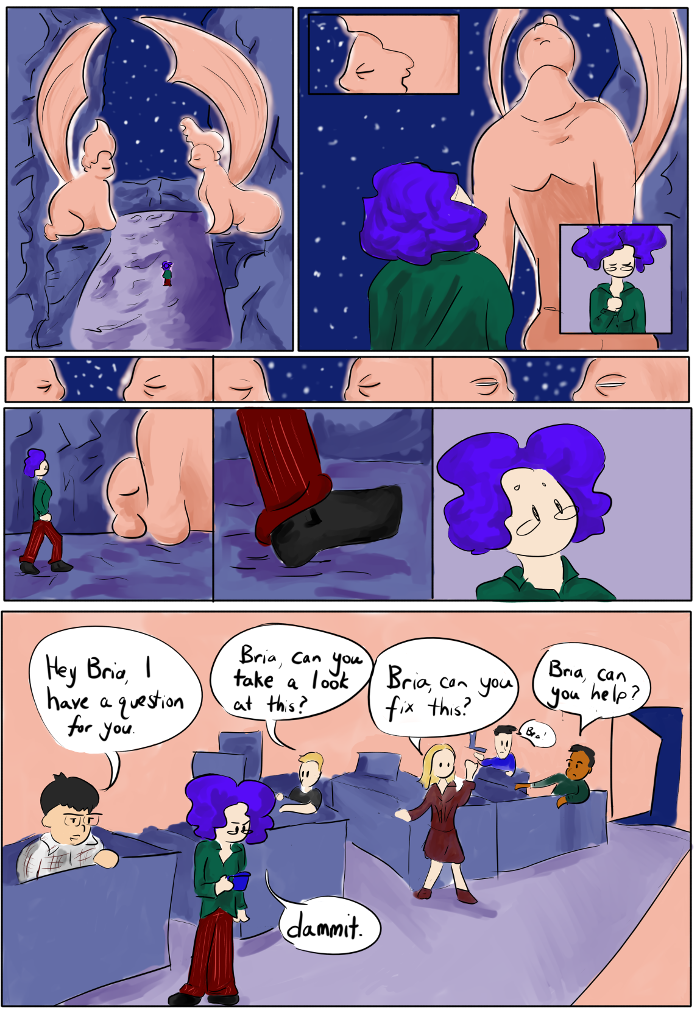 Hey Bria, I
have a question
for you.
Bria, can you
take a look
at this?
Bria, can you
fix this?
Bria!
Bria, can
you help?
dammit.